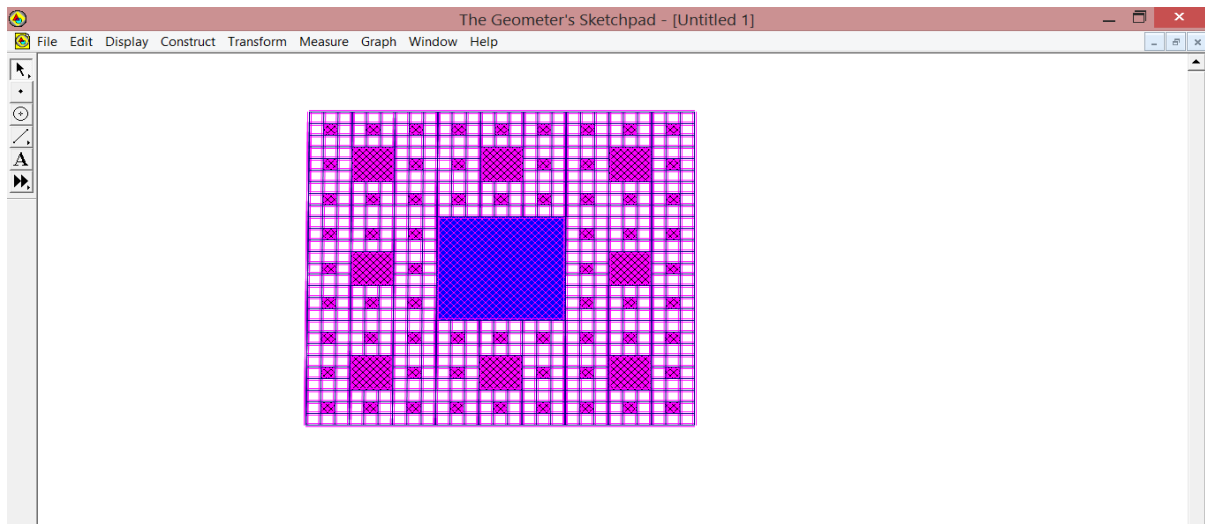 The Geometer's Sketchpad - [Untitled 1]
File Edit Display Construct Transform Measure Graph Window Help
A